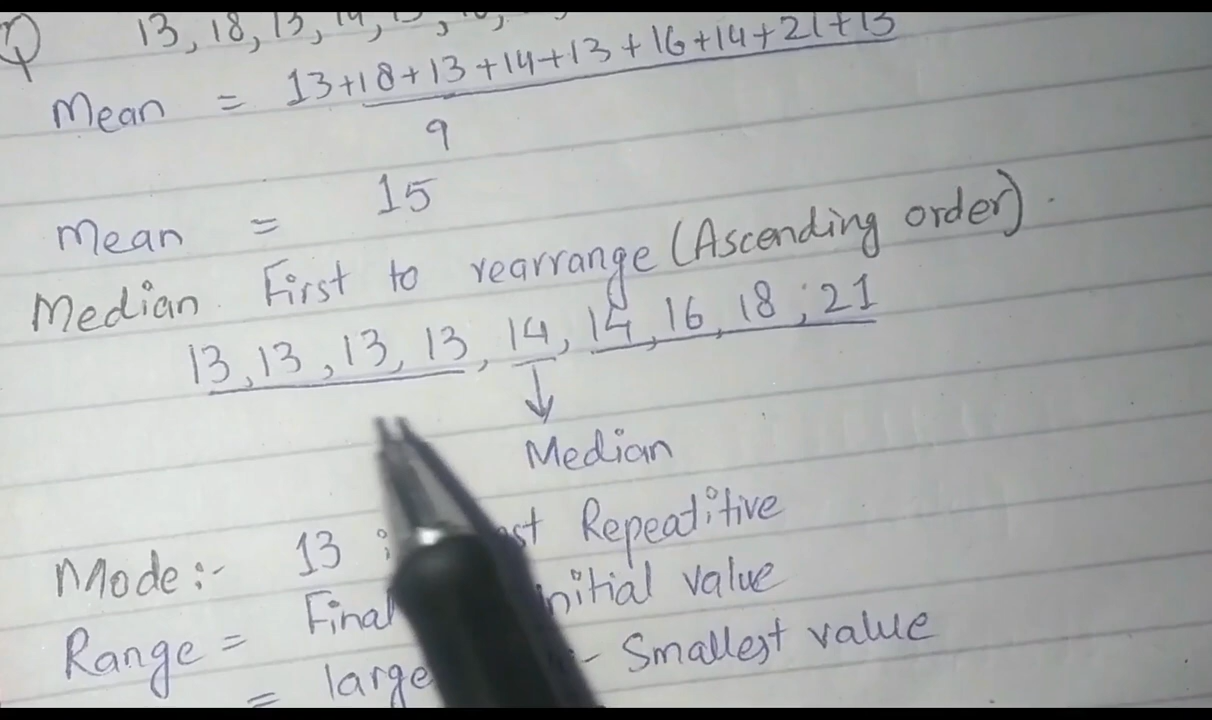 Q 13, 18, 13, 14,
Mean = 13+18+13+14+13+16+14+21+13
9
Mean = 15
Median First to rearrange (Ascending order).
13, 13, 13, 13, 14, 14, 16, 18, 21
Median
Mode:- 13 Repeatitive
Range = Final initial value
= large - Smallest value